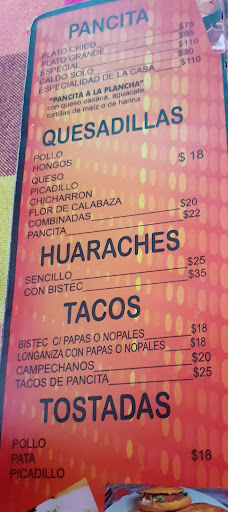 PANCITA
PLATO CHICO $75
PLATO GRANDE $95
ESPECIAL $110
CALDO SOLO $30
ESPECIALIDAD DE LA CASA $110
"PANCITA A LA PLANCHA"
con queso oaxaca, aguacate,
tortillas de maíz o de harina
QUESADILLAS
POLLO
HONGOS $ 18
QUESO
PICADILLO
CHICHARRON
FLOR DE CALABAZA
COMBINADAS $20
PANCITA $22
HUARACHES
SENCILLO $25
CON BISTEC $35
TACOS
BISTEC C/ PAPAS O NOPALES $18
LONGANIZA CON PAPAS O NOPALES $18
CAMPECHANOS $20
TACOS DE PANCITA $25
TOSTADAS
POLLO
PATA $18
PICADILLO